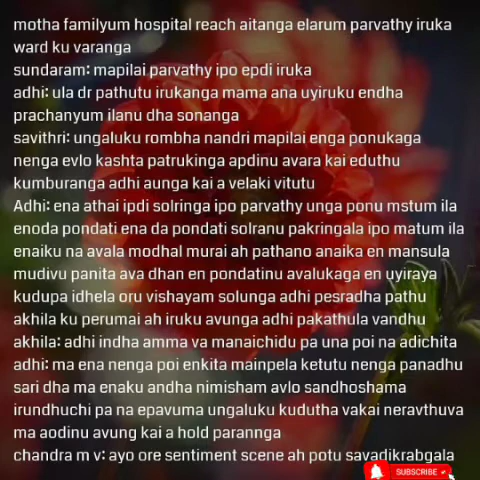 motha familyum hospital reach aitanga elarum parvathy iruka
ward ku varanga
sundaram: mapilai parvathy ipo epdi iruka
adhi: ula dr pathutu irukanga mama ana uyiruku endha
prachanyum ilanu dha sonanga
savithri: ungaluku rombha nandri mapilai enga ponukaga
nenga evlo kashta patrukinga apdinu avara kai eduthu
kumburanga adhi aunga kai a velaki vitutu
Adhi: ena athai ipdi solringa ipo parvathy unga ponu mstum ila
enoda pondati ena da pondati solranu pakringala ipo matum ila
enaiku na avala modhal murai ah pathano anaika en mansula
mudivu panita ava dhan en pondatinu avalukaga en uyiraya
kudupa idhela oru vishayam solunga adhi pesradha pathu
akhila ku perumai ah iruku avunga adhi pakathula vandhu
akhila: adhi indha amma va manaichidu pa una poi na adichita
adhi: ma ena nenga poi enkita mainpela ketutu nenga panadhu
sari dha ma enaku andha nimisham avlo sandhoshama
irundhuchi pa na epavuma ungaluku kudutha vakai neravthuva
ma aodinu avung kai a hold parannga
chandra m v: ayo ore sentiment scene ah potu savadikrabgala
SUBSCRIBE